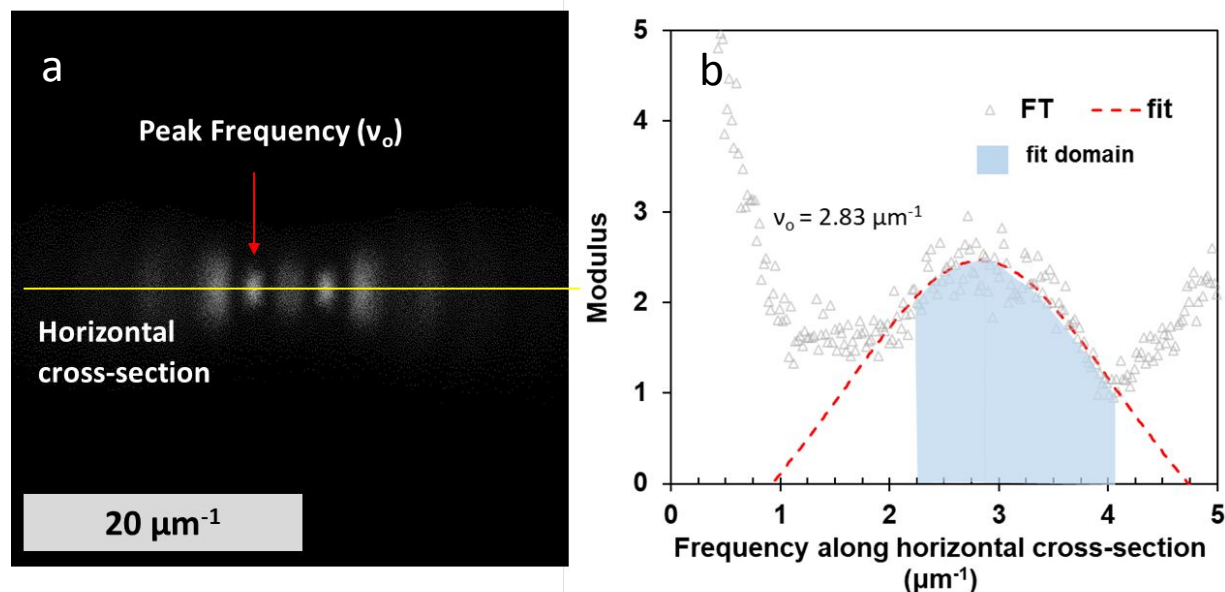 a
Peak Frequency (νₒ)
Horizontal
cross-section
20 µm⁻¹
b
5
4
3
2
1
0
Modulus
FT
fit
fit domain
νₒ = 2.83 µm⁻¹
0 1 2 3 4 5
Frequency along horizontal cross-section
(µm⁻¹)